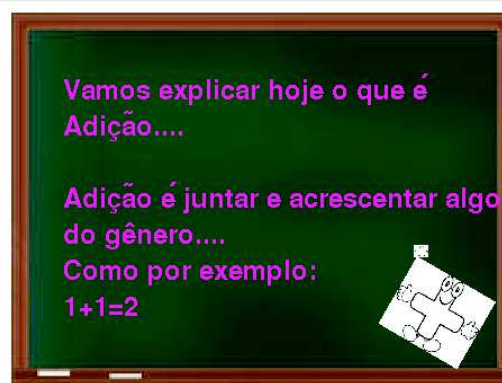 Vamos explicar hoje o que é
Adição....
Adição é juntar e acrescentar algo
do gênero....
Como por exemplo:
1+1=2